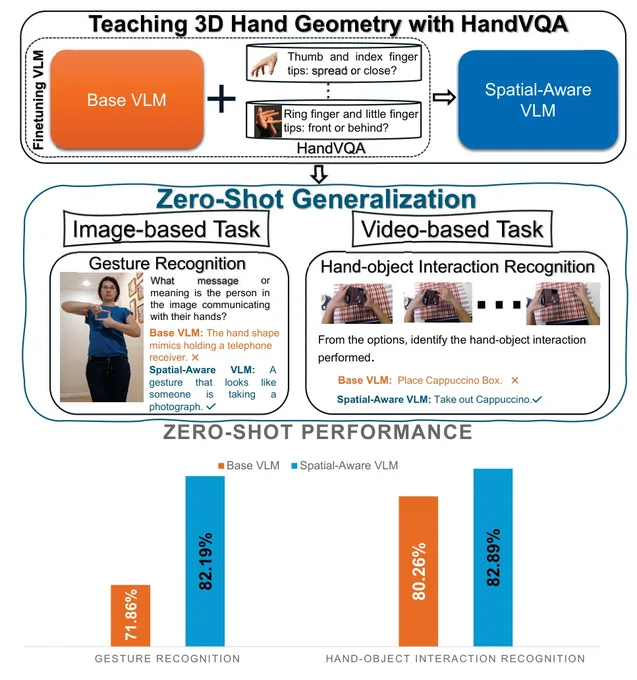 Teaching 3D Hand Geometry with HandVQA
Finetuning VLM
Base VLM
+
Thumb and index finger
tips: spread or close?
Ring finger and little finger
tips: front or behind?
HandVQA
Spatial-Aware
VLM
Zero-Shot Generalization
Image-based Task
Gesture Recognition
What message or
meaning is the person in
the image communicating
with their hands?
Base VLM: The hand shape
mimics holding a telephone
receiver. ✕
Spatial-Aware VLM: A
gesture that looks like
someone is taking a
photograph. ✓
Video-based Task
Hand-object Interaction Recognition
From the options, identify the hand-object interaction
performed.
Base VLM: Place Cappuccino Box. ✕
Spatial-Aware VLM: Take out Cappuccino. ✓
ZERO-SHOT PERFORMANCE
Base VLM Spatial-Aware VLM
71.86%
82.19%
80.26%
82.89%
GESTURE RECOGNITION
HAND-OBJECT INTERACTION RECOGNITION